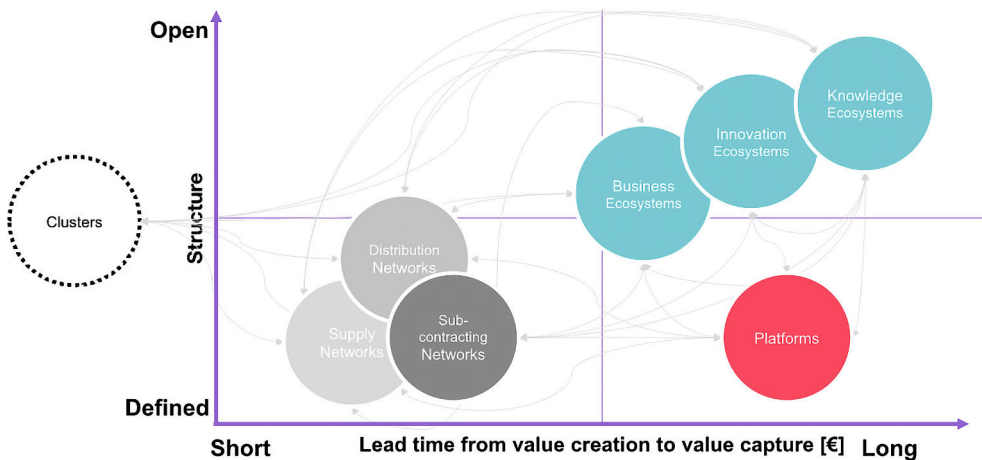 Open
Knowledge
Ecosystems
Innovation
Ecosystems
Business
Ecosystems
Clusters
Structure
Distribution
Networks
Sub-
contracting
Networks
Supply
Networks
Platforms
Defined
Short
Lead time from value creation to value capture [€]
Long